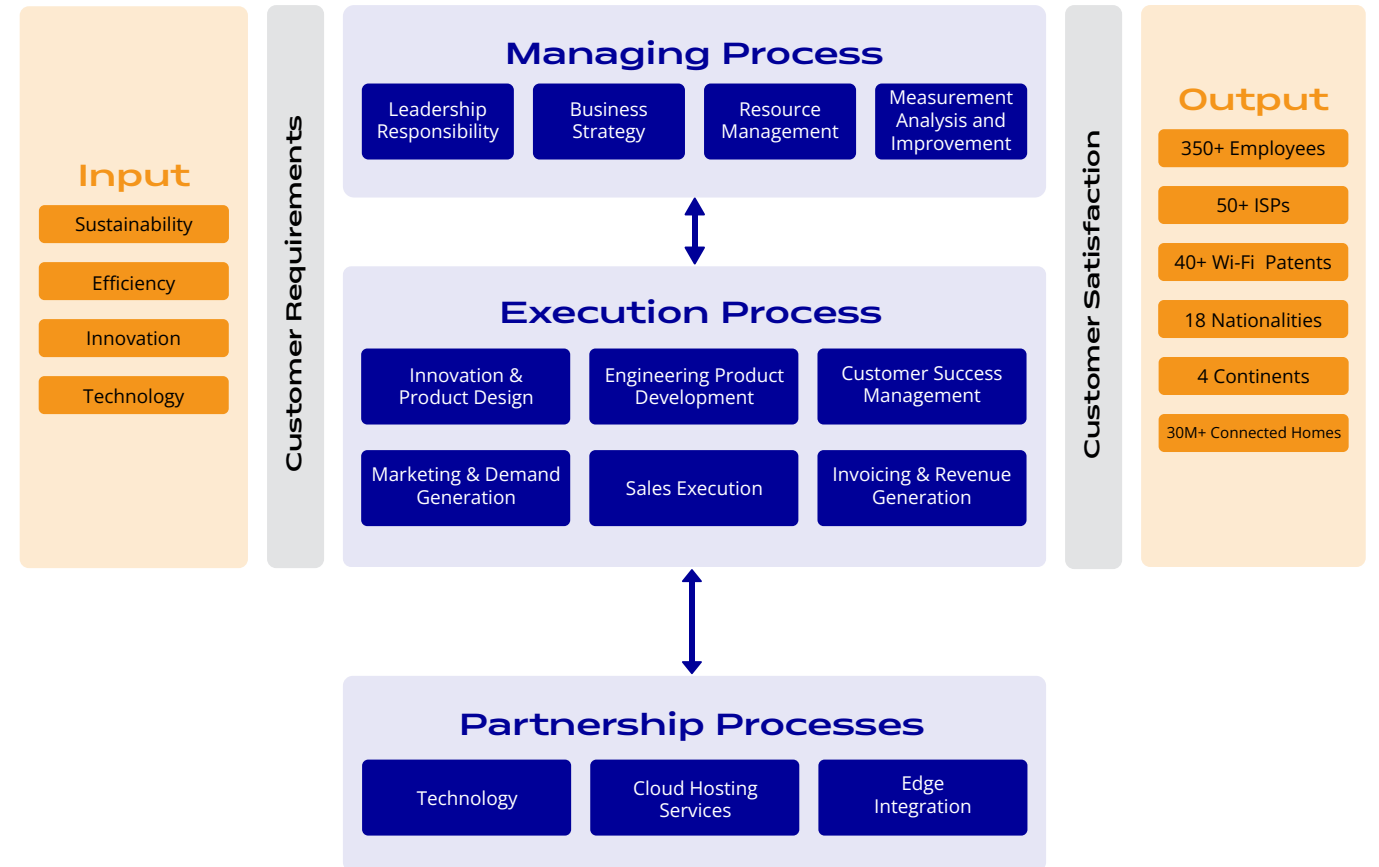 Input
Sustainability
Efficiency
Innovation
Technology
Customer Requirements
Managing Process
Leadership
Responsibility
Business
Strategy
Resource
Management
Measurement
Analysis and
Improvement
Execution Process
Innovation &
Product Design
Engineering Product
Development
Customer Success
Management
Marketing & Demand
Generation
Sales Execution
Invoicing & Revenue
Generation
Partnership Processes
Technology
Cloud Hosting
Services
Edge
Integration
Customer Satisfaction
Output
350+ Employees
50+ ISPs
40+ Wi-Fi Patents
18 Nationalities
4 Continents
30M+ Connected Homes